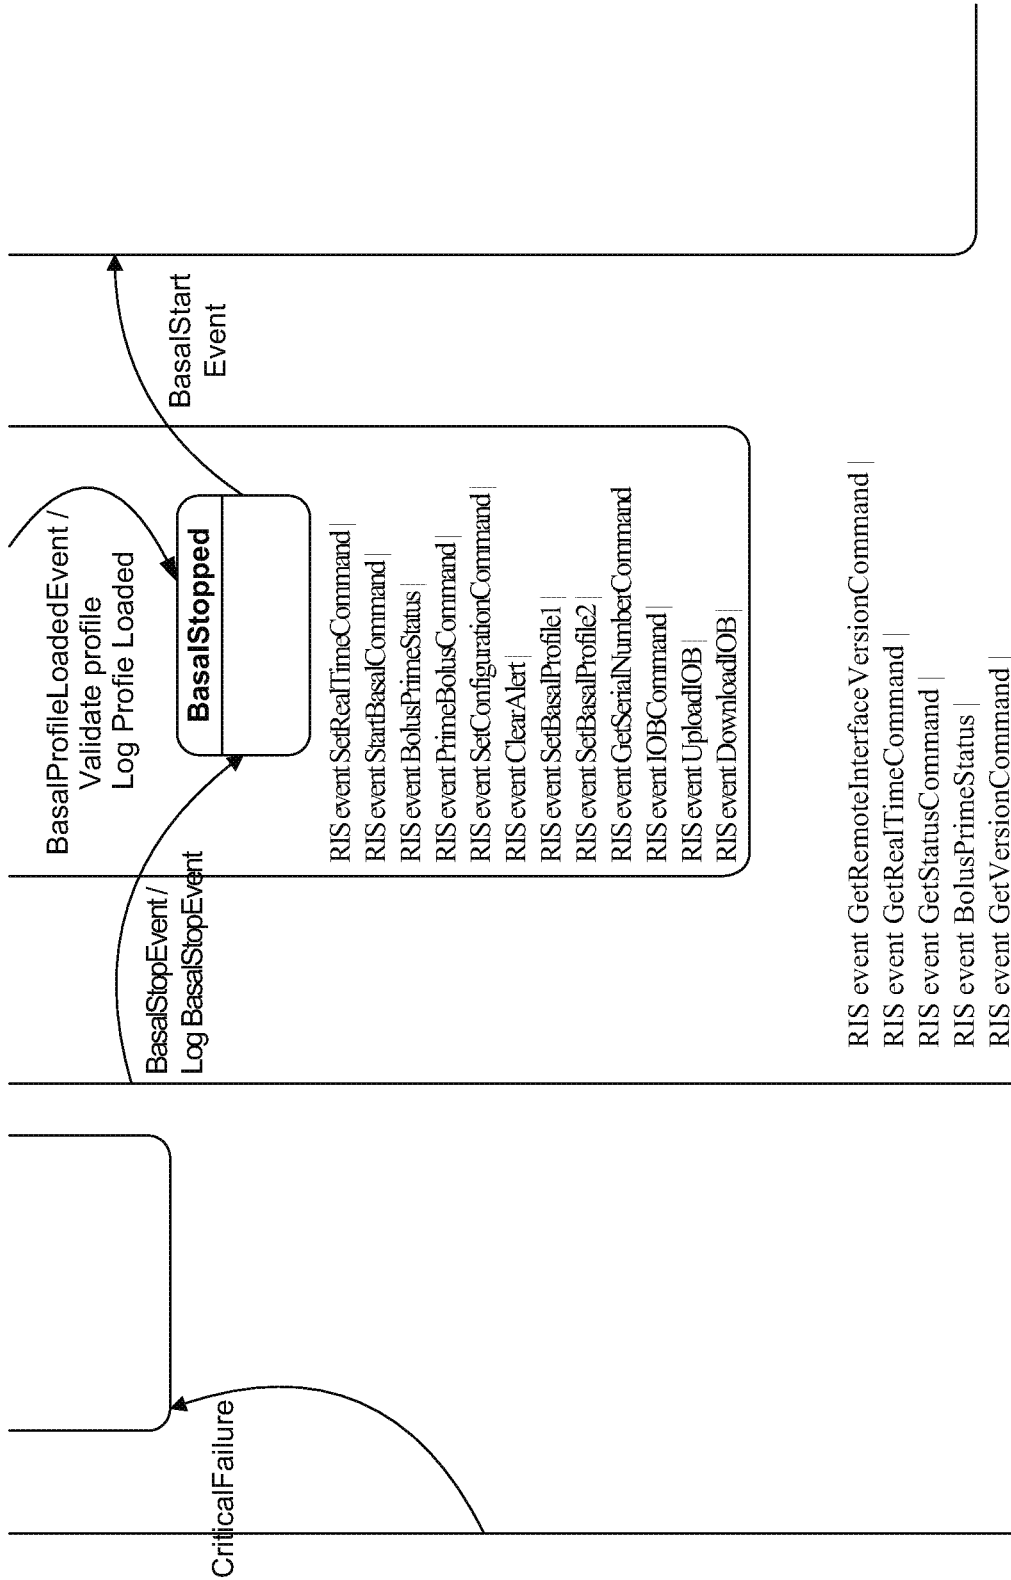 BasalProfileLoadedEvent /
Validate profile
Log Profie Loaded
BasalStart
Event
BasalStopped
BasalStopEvent /
Log BasalStopEvent
RIS event SetRealTimeCommand |
RIS event StartBasalCommand |
RIS event BolusPrimeStatus |
RIS event PrimeBolusCommand |
RIS event SetConfigurationCommand |
RIS event ClearAlert |
RIS event SetBasalProfile1 |
RIS event SetBasalProfile2 |
RIS event GetSerialNumberCommand
RIS event IOBCommand |
RIS event UploadIOB |
RIS event DownloadIOB |
CriticalFailure
RIS event GetRemoteInterfaceVersionCommand |
RIS event GetRealTimeCommand |
RIS event GetStatusCommand |
RIS event BolusPrimeStatus |
RIS event GetVersionCommand |